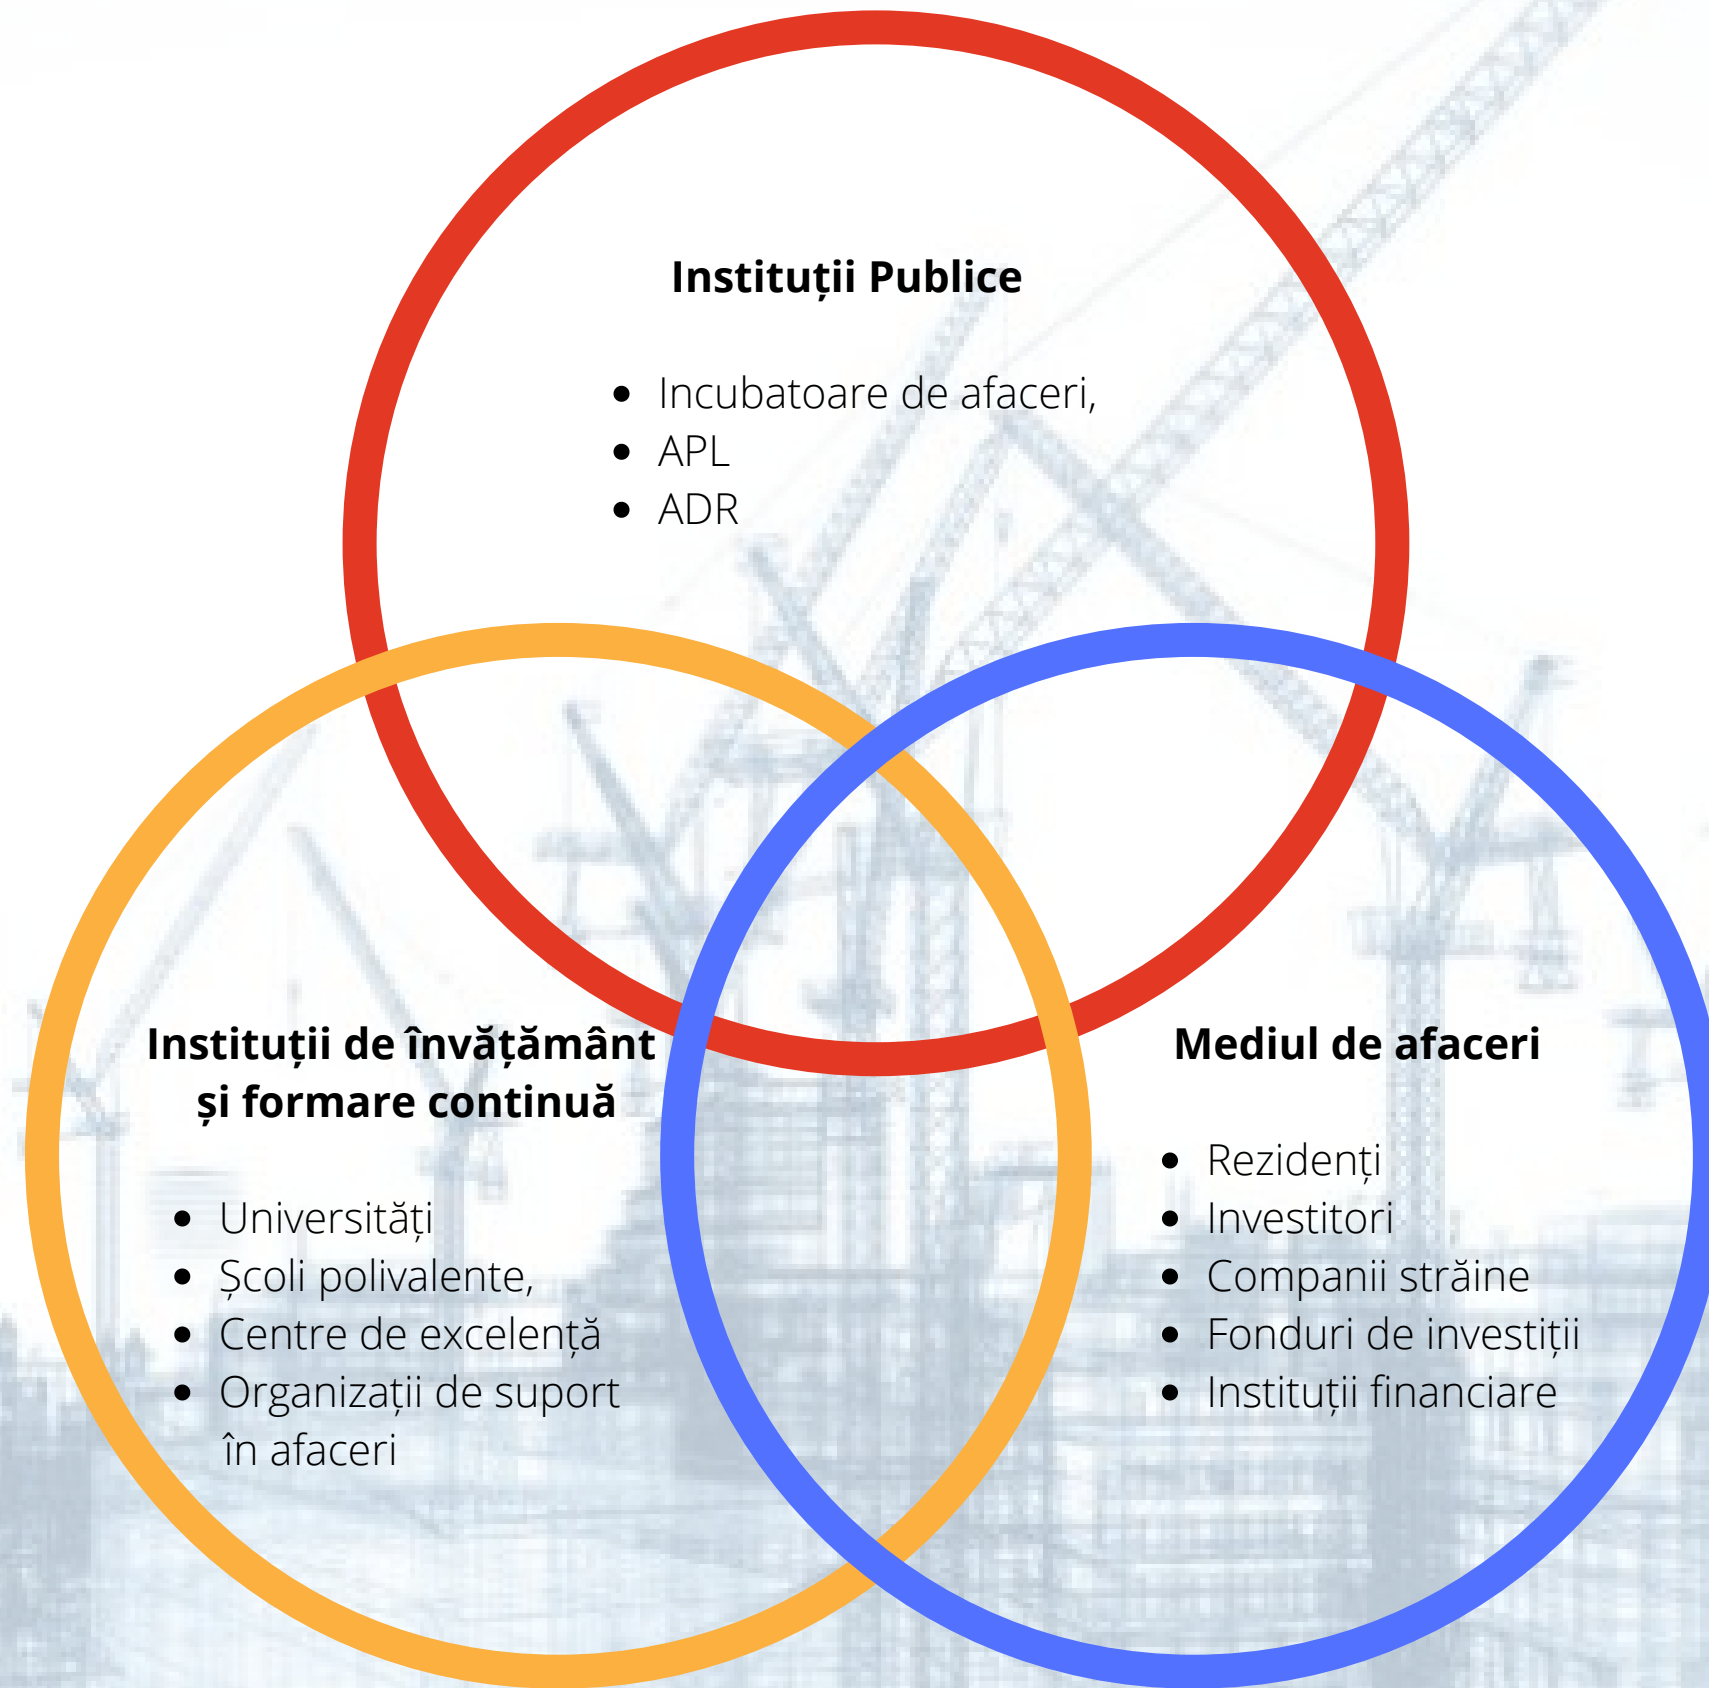 Instituții Publice
• Incubatoare de afaceri,
• APL
• ADR
Instituții de învățământ
și formare continuă
• Universități
• Școli polivalente,
• Centre de excelență
• Organizații de suport
în afaceri
Mediul de afaceri
• Rezidenți
• Investitori
• Companii străine
• Fonduri de investiții
• Instituții financiare